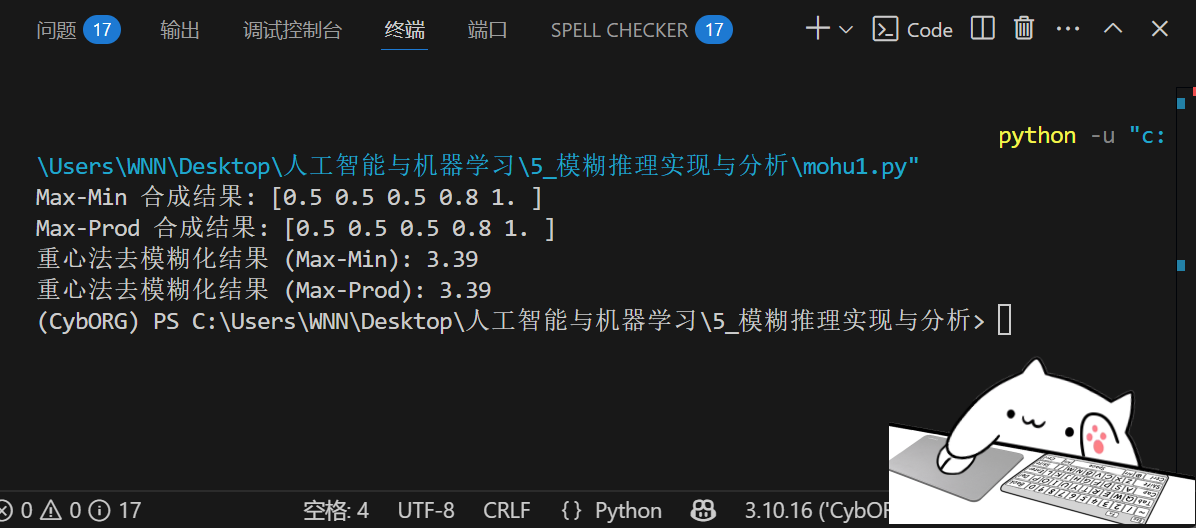 问题 17 输出 调试控制台 终端 端口 SPELL CHECKER 17 Code
python -u "c:
\Users\WNN\Desktop\人工智能与机器学习\5_模糊推理实现与分析\mohu1.py"
Max-Min 合成结果: [0.5 0.5 0.5 0.8 1. ]
Max-Prod 合成结果: [0.5 0.5 0.5 0.8 1. ]
重心法去模糊化结果 (Max-Min): 3.39
重心法去模糊化结果 (Max-Prod): 3.39
(CybORG) PS C:\Users\WNN\Desktop\人工智能与机器学习\5_模糊推理实现与分析>
0 0 17 空格: 4 UTF-8 CRLF {} Python 3.10.16 ('CybOR